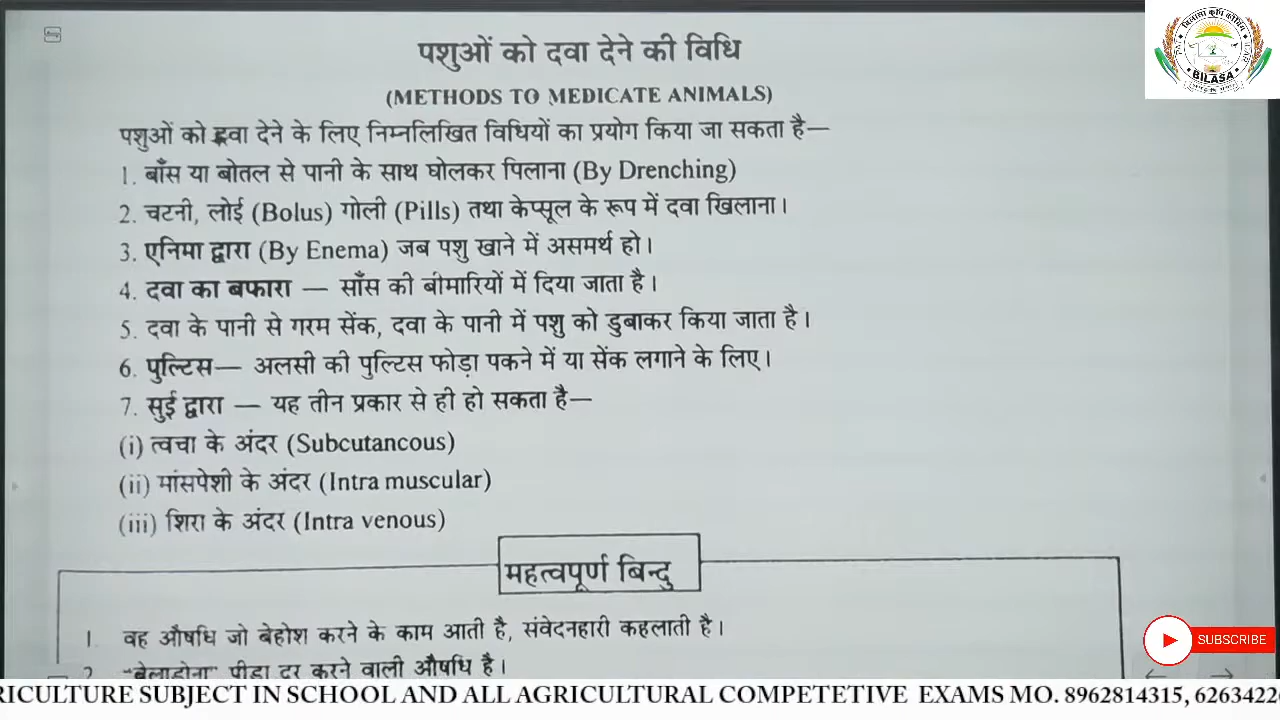 पशुओं को दवा देने की विधि
(METHODS TO MEDICATE ANIMALS)
पशुओं को दवा देने के लिए निम्नलिखित विधियों का प्रयोग किया जा सकता है—
1. बाँस या बोतल से पानी के साथ घोलकर पिलाना (By Drenching)
2. चटनी, लोई (Bolus) गोली (Pills) तथा केप्सूल के रूप में दवा खिलाना।
3. एनिमा द्वारा (By Enema) जब पशु खाने में असमर्थ हो।
4. दवा का बफारा — साँस की बीमारियों में दिया जाता है।
5. दवा के पानी से गरम सेंक, दवा के पानी में पशु को डुबाकर किया जाता है।
6. पुल्टिस— अलसी की पुल्टिस फोड़ा पकने में या सेंक लगाने के लिए।
7. सुई द्वारा — यह तीन प्रकार से ही हो सकता है—
(i) त्वचा के अंदर (Subcutancous)
(ii) मांसपेशी के अंदर (Intra muscular)
(iii) शिरा के अंदर (Intra venous)
महत्वपूर्ण बिन्दु
1. वह औषधि जो बेहोश करने के काम आती है, संवेदनहारी कहलाती है।
2. "बेलाडोना" पीड़ा दूर करने वाली औषधि है।
BILASA
SUBSCRIBE
RICULTURE SUBJECT IN SCHOOL AND ALL AGRICULTURAL COMPETETIVE EXAMS MO. 8962814315, 6263422